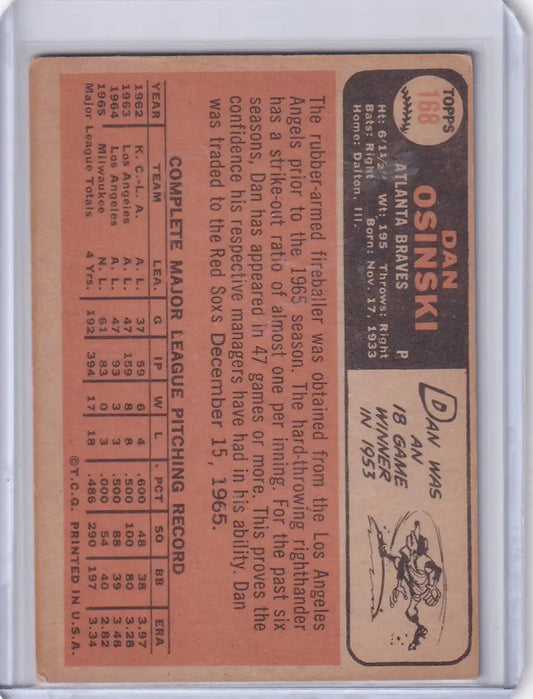 TOPPS
168
DAN
OSINSKI
ATLANTA BRAVES P
Ht: 6'1½" Wt: 195 Throws: Right
Bats: Right Born: Nov. 17, 1933
Home: Dalton, Ill.
DAN WAS
AN
18 GAME
WINNER
IN 1953
The rubber-armed fireballer was obtained from the Los Angeles
Angels prior to the 1965 season. The hard-throwing righthander
has a strike-out ratio of almost one per inning. For the past six
seasons, Dan has appeared in 47 games or more. This proves the
confidence his respective managers have had in his ability. Dan
was traded to the Red Soxs December 15, 1965.
COMPLETE MAJOR LEAGUE PITCHING RECORD
YEAR TEAM LEA. G IP W L PCT SO BB ERA
1962 K. C.-L. A. A. L. 37 59 6 4 .600 48 38 3.97
1963 Los Angeles A. L. 47 159 8 8 .500 100 80 3.28
1964 Los Angeles A. L. 47 93 3 3 .500 88 39 3.48
1965 Milwaukee N. L. 61 83 0 3 .000 54 40 2.82
Major League Totals 4 Yrs. 192 394 17 18 .486 290 197 3.34
©T.C.G. PRINTED IN U.S.A.